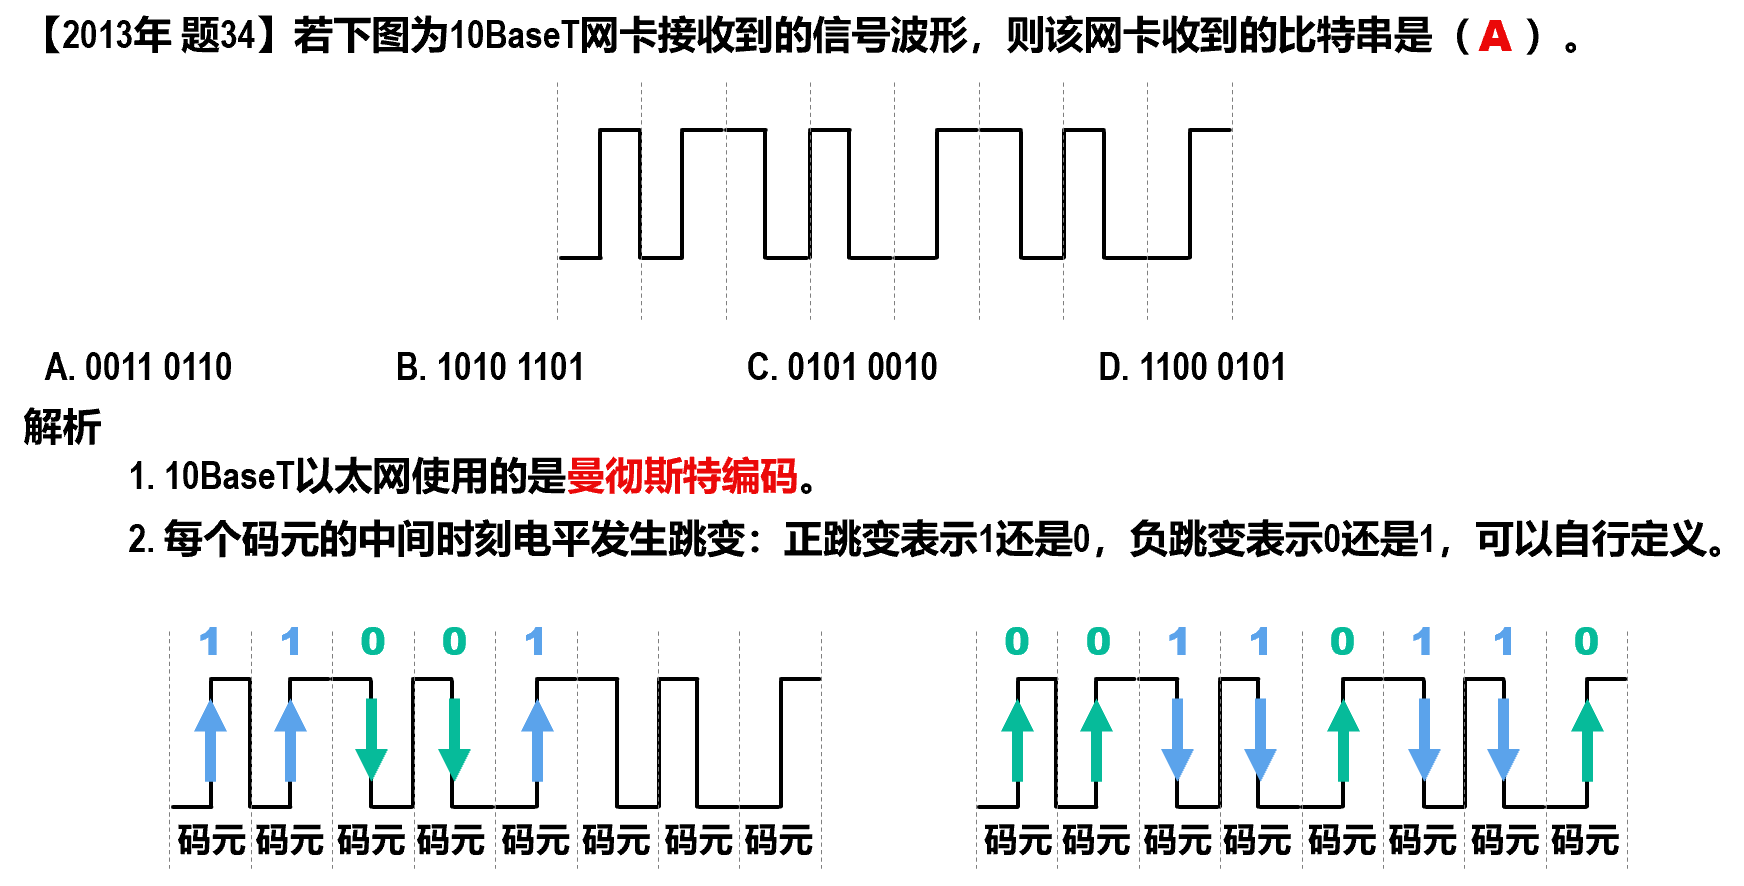 【2013年 题34】若下图为10BaseT网卡接收到的信号波形，则该网卡收到的比特串是（ A ）。
A. 0011 0110 B. 1010 1101 C. 0101 0010 D. 1100 0101
解析
1. 10BaseT以太网使用的是曼彻斯特编码。
2. 每个码元的中间时刻电平发生跳变：正跳变表示1还是0，负跳变表示0还是1，可以自行定义。
1 1 0 0 1
码元 码元 码元 码元 码元 码元 码元 码元
0 0 1 1 0 1 1 0
码元 码元 码元 码元 码元 码元 码元 码元